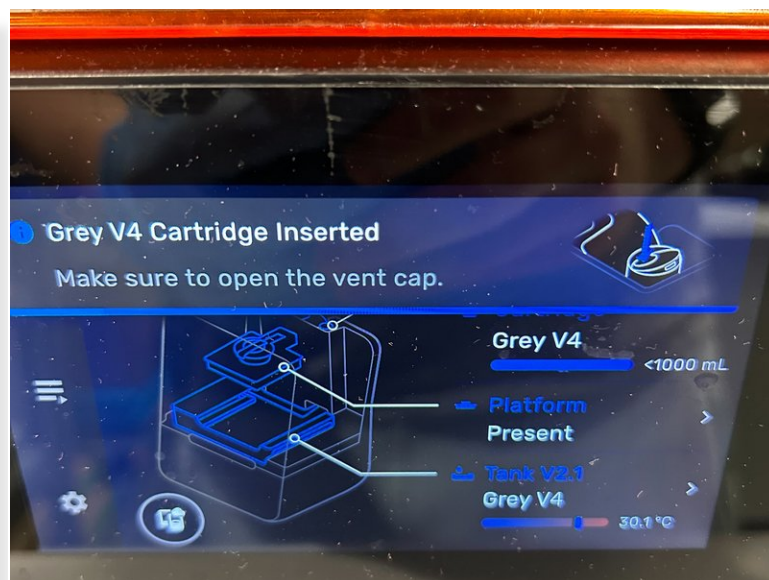 Grey V4 Cartridge Inserted
Make sure to open the vent cap.
Cartridge
Grey V4
<1000 mL
Platform
Present
Tank V2.1
Grey V4
30.1 °C